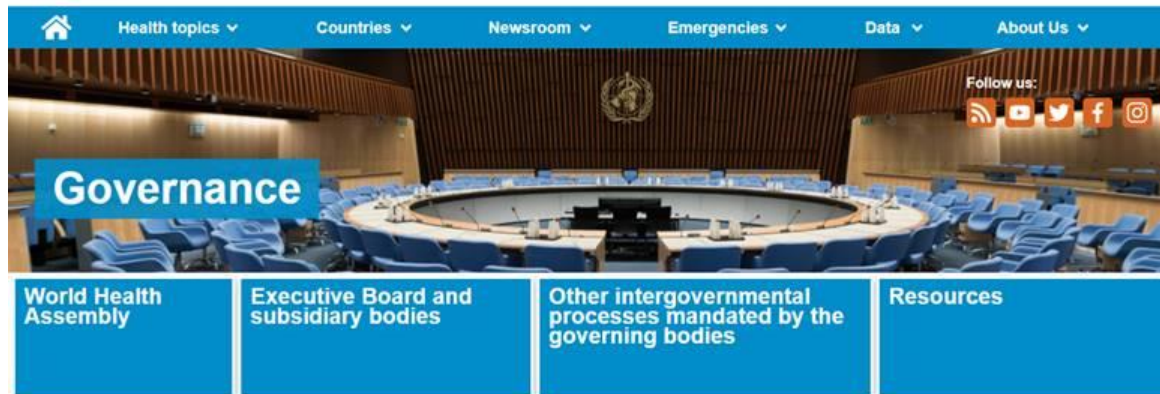 Health topics Countries Newsroom Emergencies Data About Us
Follow us:
Governance
World Health
Assembly
Executive Board and
subsidiary bodies
Other intergovernmental
processes mandated by the
governing bodies
Resources